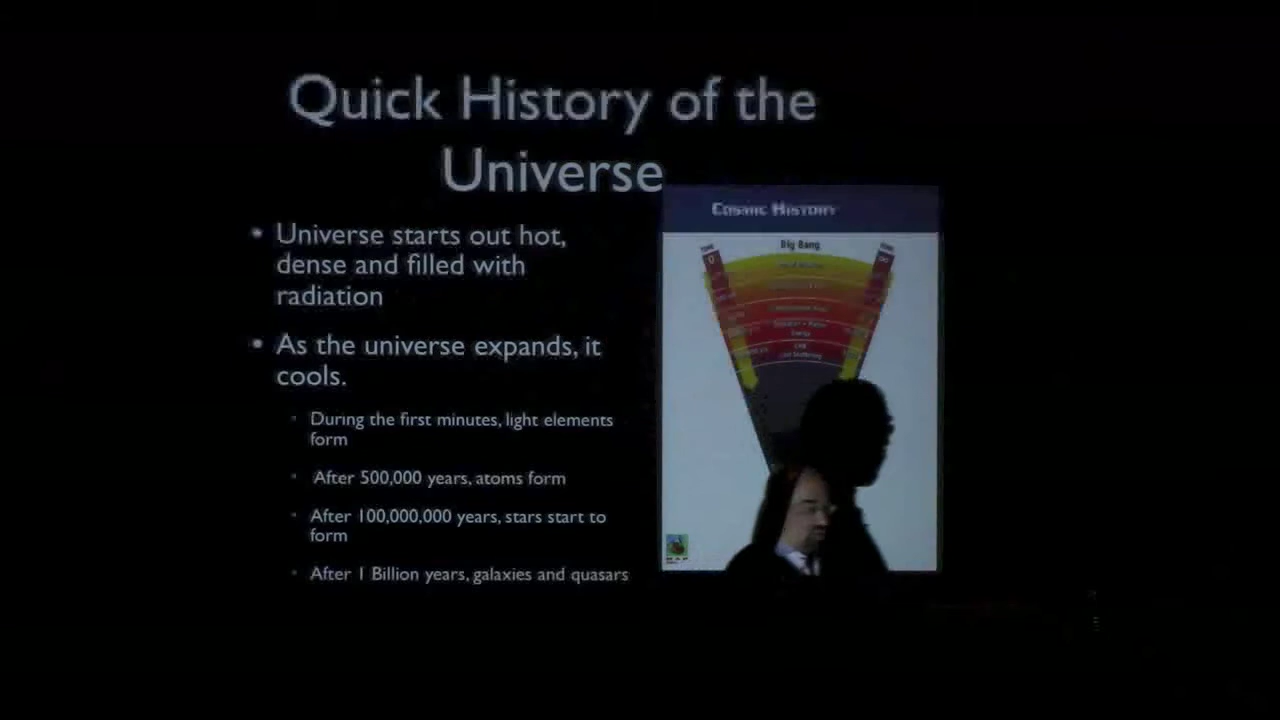 Quick History of the
Universe
• Universe starts out hot,
dense and filled with
radiation
• As the universe expands, it
cools.
• During the first minutes, light elements
form
• After 500,000 years, atoms form
• After 100,000,000 years, stars start to
form
• After 1 Billion years, galaxies and quasars
COSMIC HISTORY
Big Bang
TIME
0